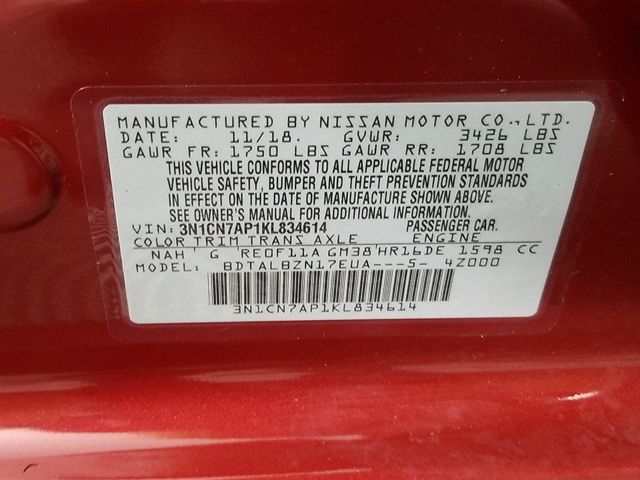 MANUFACTURED BY NISSAN MOTOR CO., LTD.
DATE: 11/18. GVWR: 3426 LBS
GAWR FR: 1750 LBS GAWR RR: 1708 LBS
THIS VEHICLE CONFORMS TO ALL APPLICABLE FEDERAL MOTOR
VEHICLE SAFETY, BUMPER AND THEFT PREVENTION STANDARDS
IN EFFECT ON THE DATE OF MANUFACTURE SHOWN ABOVE.
SEE OWNER'S MANUAL FOR ADDITIONAL INFORMATION.
VIN: 3N1CN7AP1KL834614 PASSENGER CAR.
COLOR TRIM TRANS AXLE ENGINE
NAH G RE0F11A GM38 HR16DE 1598 CC
MODEL: BDTALBZN17EUA---5- 4Z000
3N1CN7AP1KL834614